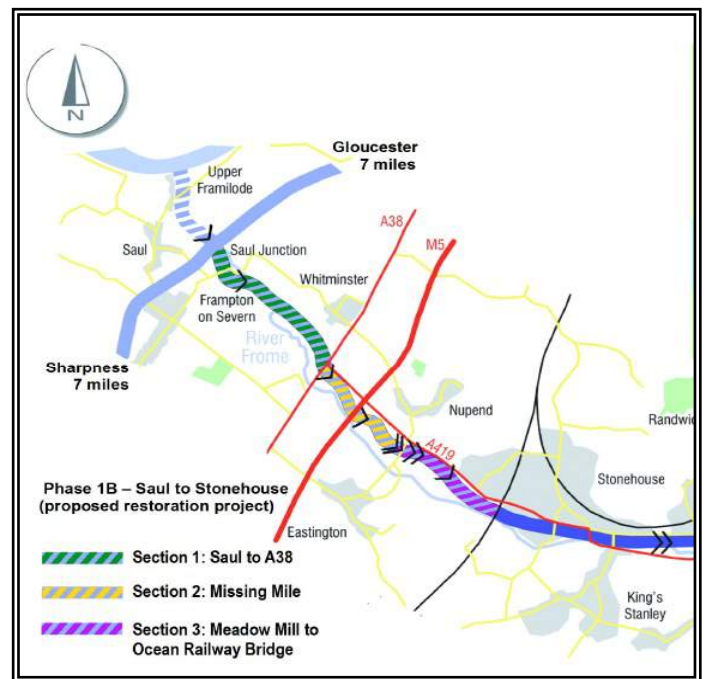 N
Gloucester
7 miles
Upper
Framilode
A38
M5
Saul
Saul Junction
Whitminster
Frampton
on Severn
River
Frome
Sharpness
7 miles
Nupend
Randwic
A419
Stonehouse
Phase 1B – Saul to Stonehouse
(proposed restoration project)
Eastington
Section 1: Saul to A38
Section 2: Missing Mile
King's
Stanley
Section 3: Meadow Mill to
Ocean Railway Bridge